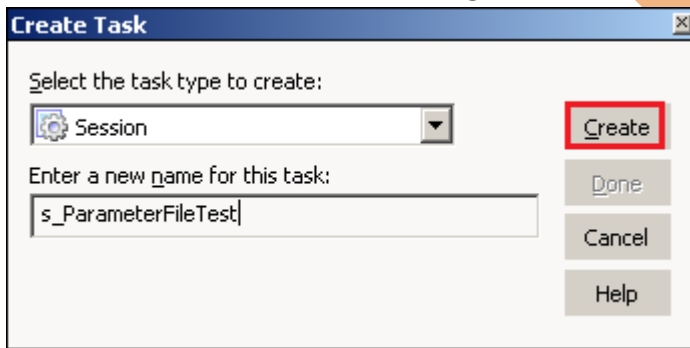 Create Task
Select the task type to create:
Session
Create
Enter a new name for this task:
Done
s_ParameterFileTest
Cancel
Help